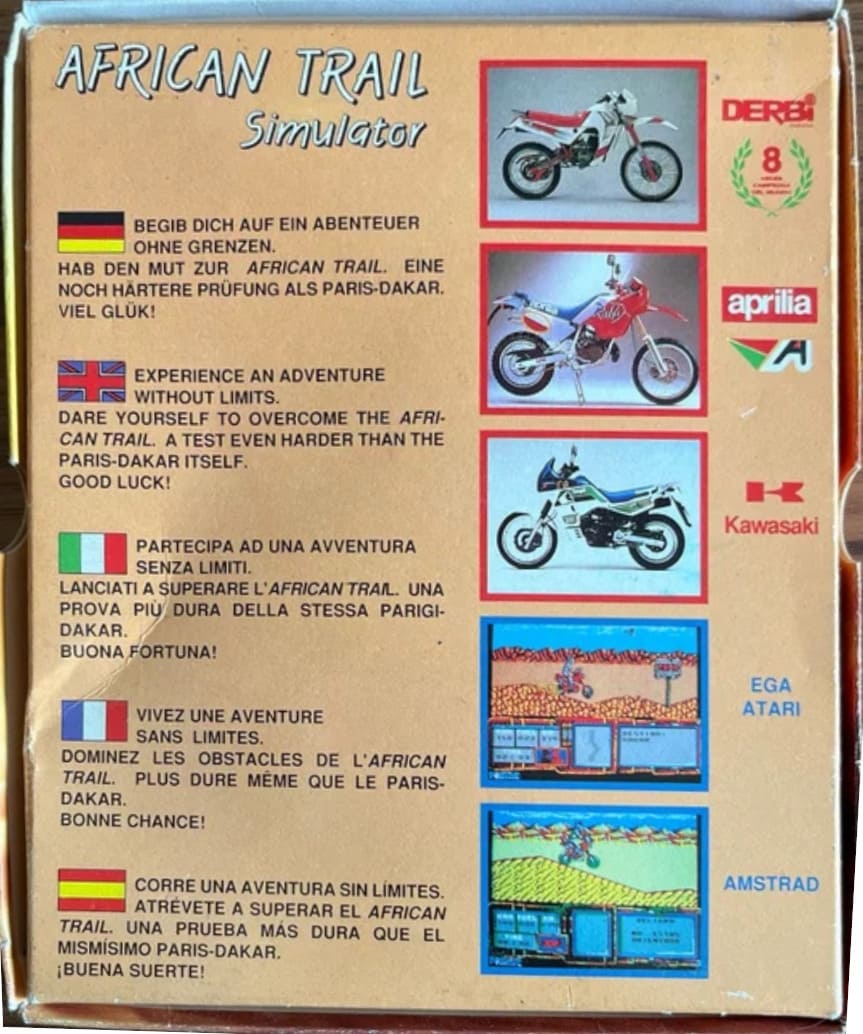 AFRICAN TRAIL
Simulator
BEGIB DICH AUF EIN ABENTEUER
OHNE GRENZEN.
HAB DEN MUT ZUR AFRICAN TRAIL. EINE
NOCH HÄRTERE PRÜFUNG ALS PARIS-DAKAR.
VIEL GLÜK!
EXPERIENCE AN ADVENTURE
WITHOUT LIMITS.
DARE YOURSELF TO OVERCOME THE AFRI-
CAN TRAIL. A TEST EVEN HARDER THAN THE
PARIS-DAKAR ITSELF.
GOOD LUCK!
PARTECIPA AD UNA AVVENTURA
SENZA LIMITI.
LANCIATI A SUPERARE L'AFRICAN TRAIL. UNA
PROVA PIÙ DURA DELLA STESSA PARIGI-
DAKAR.
BUONA FORTUNA!
VIVEZ UNE AVENTURE
SANS LIMITES.
DOMINEZ LES OBSTACLES DE L'AFRICAN
TRAIL. PLUS DURE MÊME QUE LE PARIS-
DAKAR.
BONNE CHANCE!
CORRE UNA AVENTURA SIN LÍMITES.
ATRÉVETE A SUPERAR EL AFRICAN
TRAIL. UNA PRUEBA MÁS DURA QUE EL
MISMÍSIMO PARIS-DAKAR.
¡BUENA SUERTE!
DERBi
8
aprilia
Kawasaki
EGA
ATARI
AMSTRAD